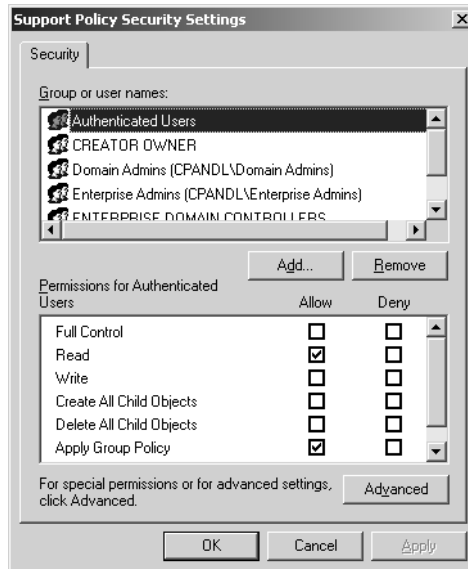 Support Policy Security Settings
Security
Group or user names:
Authenticated Users
CREATOR OWNER
Domain Admins (CPANDL\Domain Admins)
Enterprise Admins (CPANDL\Enterprise Admins)
ENTERPRISE DOMAIN CONTROLLERS
Add...
Remove
Permissions for Authenticated
Users Allow Deny
Full Control
Read
Write
Create All Child Objects
Delete All Child Objects
Apply Group Policy
For special permissions or for advanced settings,
click Advanced.
Advanced
OK Cancel Apply